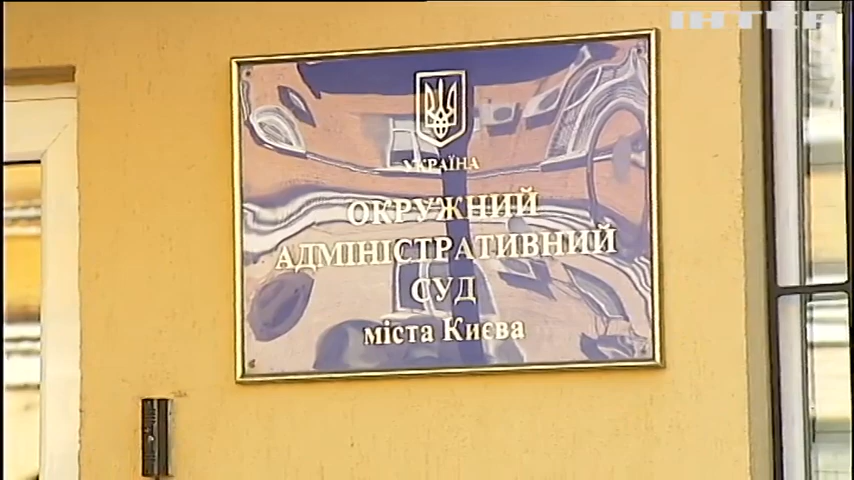 ІНТЕР
УКРАЇНА
ОКРУЖНИЙ
АДМІНІСТРАТИВНИЙ
СУД
міста Києва